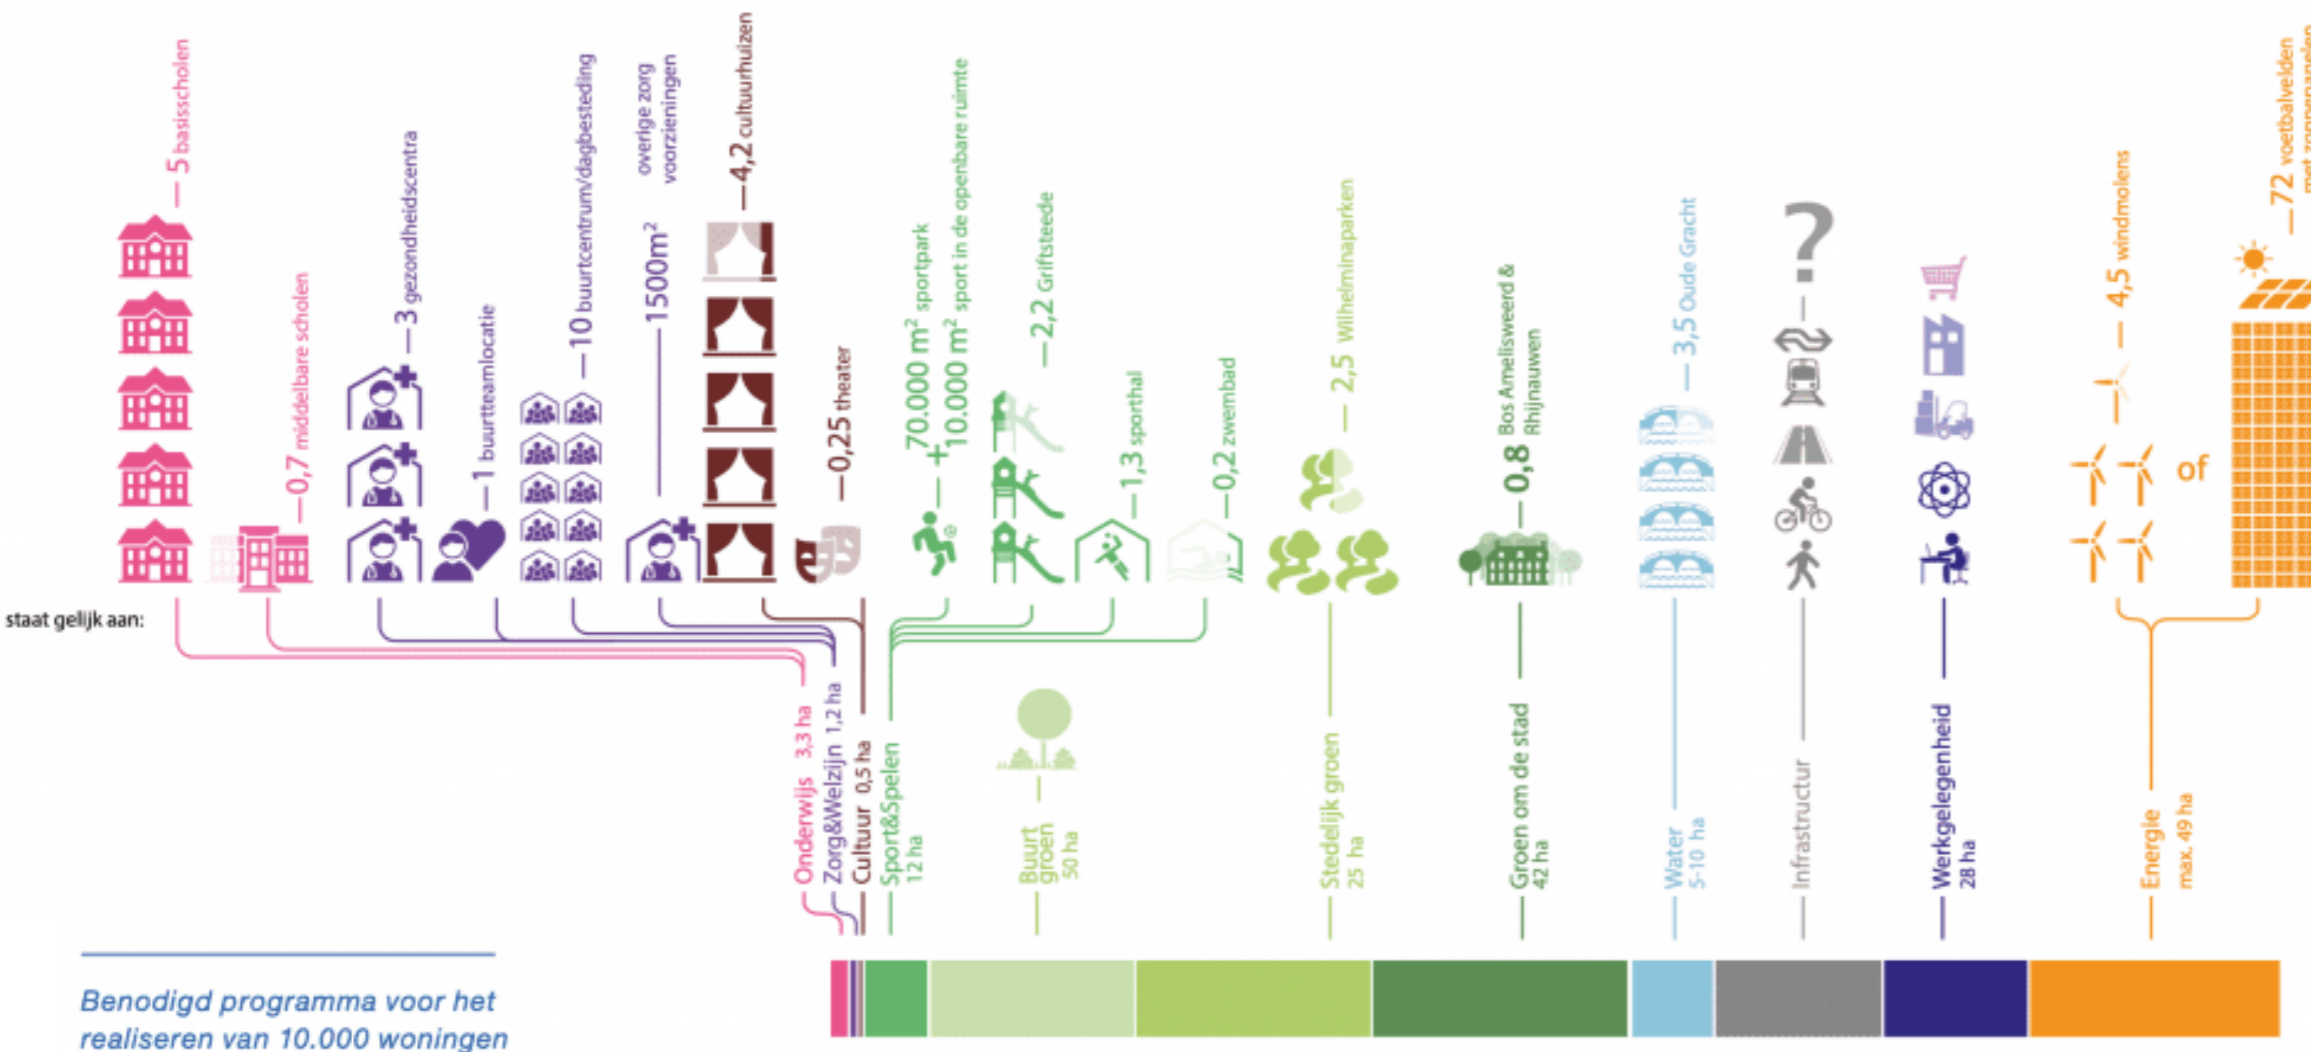 5 basisscholen
0,7 middelbare scholen
3 gezondheidscentra
1 buurtteamlocatie
10 buurtcentrum/dagbesteding
overige zorg
voorzieningen
1500m²
4,2 cultuurhuizen
0,25 theater
70.000 m² sportpark
+
10.000 m² sport in de openbare ruimte
2,2 Griftsteede
1,3 sporthal
0,2 zwembad
2,5 Wilhelminaparken
0,8 Bos Amelisweerd &
Rhijnauwen
3,5 Oude Gracht
?
4,5 windmolens
of
72 voetbalvelden
met zonnepanelen
staat gelijk aan:
Onderwijs 3,3 ha
Zorg&Welzijn 1,2 ha
Cultuur 0,5 ha
Sport&Spelen
12 ha
Buurt
groen
50 ha
Stedelijk groen
25 ha
Groen om de stad
42 ha
Water
5-10 ha
Infrastructur
Werkgelegenheid
28 ha
Energie
max. 49 ha
Benodigd programma voor het
realiseren van 10.000 woningen